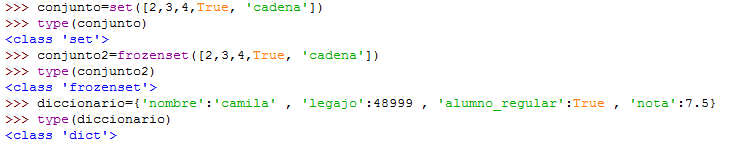 >>> conjunto=set([2,3,4,True, 'cadena'])
>>> type(conjunto)
<class 'set'>
>>> conjunto2=frozenset([2,3,4,True, 'cadena'])
>>> type(conjunto2)
<class 'frozenset'>
>>> diccionario={'nombre':'camila' , 'legajo':48999 , 'alumno_regular':True , 'nota':7.5}
>>> type(diccionario)
<class 'dict'>